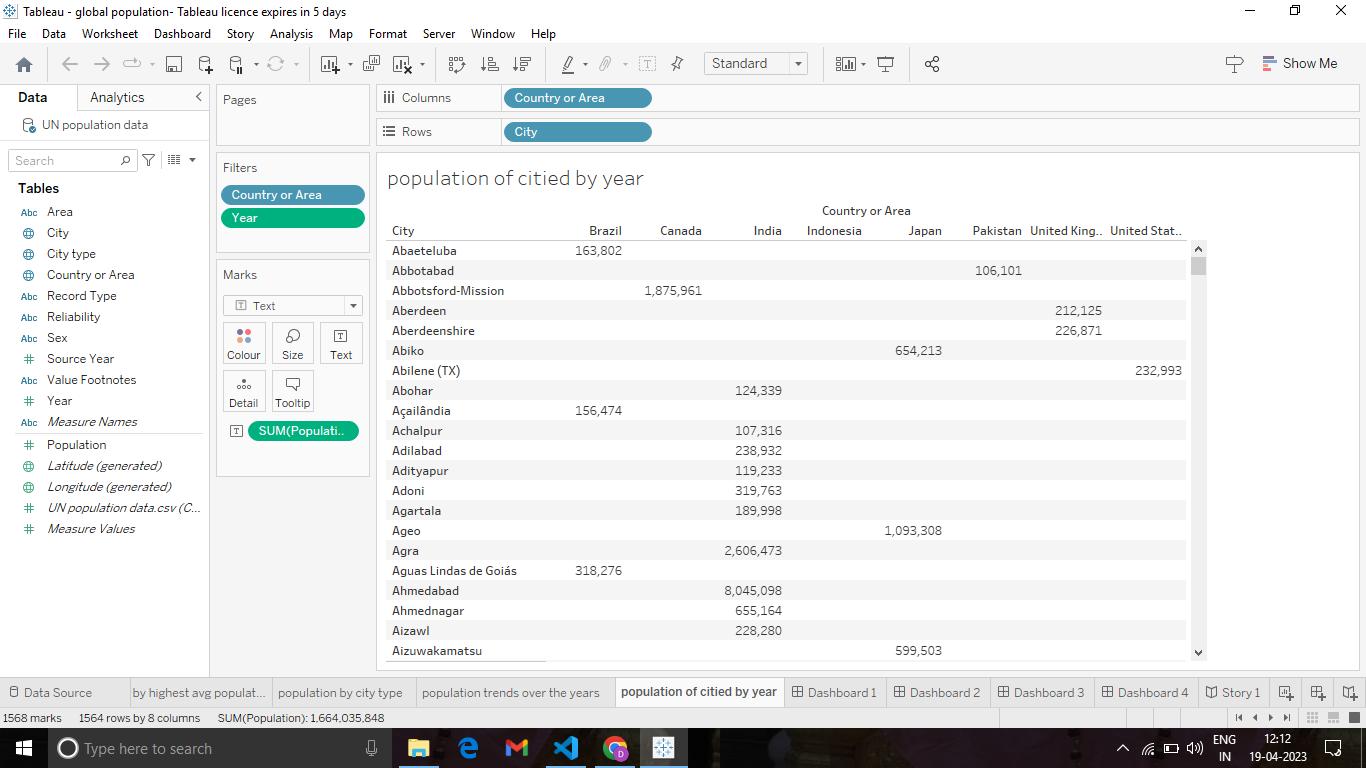 Tableau - global population- Tableau licence expires in 5 days
File Data Worksheet Dashboard Story Analysis Map Format Server Window Help
Standard Show Me
Data Analytics
UN population data
Search
Tables
Abc Area
City
City type
Country or Area
Abc Record Type
Abc Reliability
Abc Sex
Source Year
Abc Value Footnotes
Year
Abc Measure Names
Population
Latitude (generated)
Longitude (generated)
UN population data.csv (C...
Measure Values
Pages
Filters
Country or Area
Year
Marks
Text
Colour Size Text
Detail Tooltip
SUM(Populati..
Columns Country or Area
Rows City
population of citied by year
Country or Area
City Brazil Canada India Indonesia Japan Pakistan United King.. United Stat..
Abaeteluba 163,802
Abbotabad 106,101
Abbotsford-Mission 1,875,961
Aberdeen 212,125
Aberdeenshire 226,871
Abiko 654,213
Abilene (TX) 232,993
Abohar 124,339
Açailândia 156,474
Achalpur 107,316
Adilabad 238,932
Adityapur 119,233
Adoni 319,763
Agartala 189,998
Ageo 1,093,308
Agra 2,606,473
Aguas Lindas de Goiás 318,276
Ahmedabad 8,045,098
Ahmednagar 655,164
Aizawl 228,280
Aizuwakamatsu 599,503
Data Source by highest avg populat... population by city type population trends over the years population of citied by year Dashboard 1 Dashboard 2 Dashboard 3 Dashboard 4 Story 1
1568 marks 1564 rows by 8 columns SUM(Population): 1,664,035,848
Type here to search
ENG 12:12
IN 19-04-2023